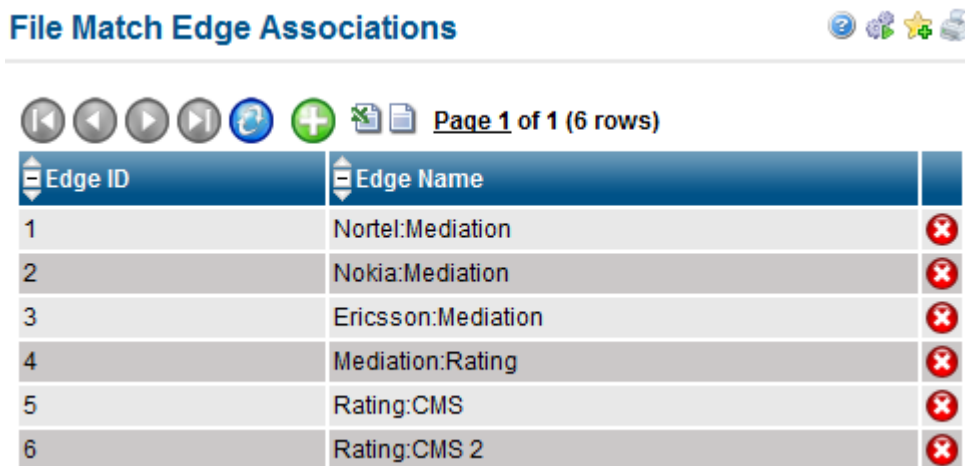 File Match Edge Associations
Page 1 of 1 (6 rows)
Edge ID Edge Name
1 Nortel:Mediation
2 Nokia:Mediation
3 Ericsson:Mediation
4 Mediation:Rating
5 Rating:CMS
6 Rating:CMS 2